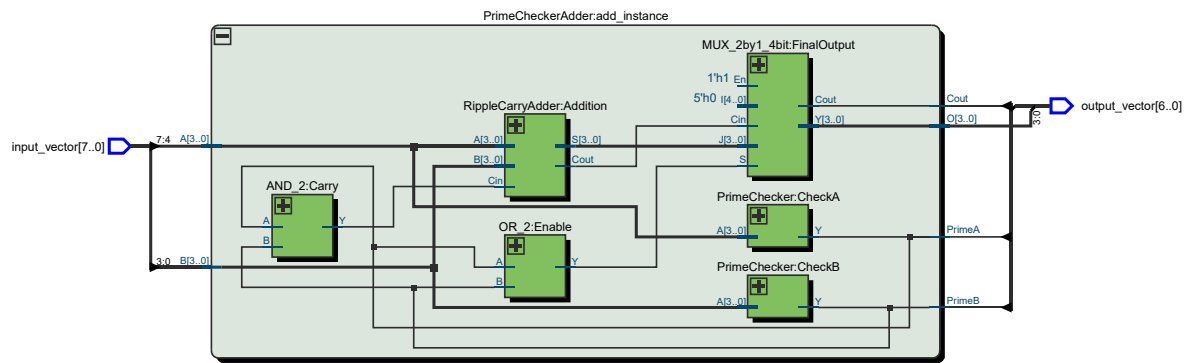 PrimeCheckerAdder:add_instance
MUX_2by1_4bit:FinalOutput
1'h1 En
5'h0 I[4..0]
Cin
J[3..0]
S
Cout
Y[3..0]
Cout
O[3..0]
3:0
output_vector[6..0]
RippleCarryAdder:Addition
A[3..0]
B[3..0]
Cin
S[3..0]
Cout
input_vector[7..0]
7:4 A[3..0]
3:0 B[3..0]
AND_2:Carry
A
B
Y
OR_2:Enable
A
B
Y
PrimeChecker:CheckA
A[3..0]
Y
PrimeA
PrimeChecker:CheckB
A[3..0]
Y
PrimeB